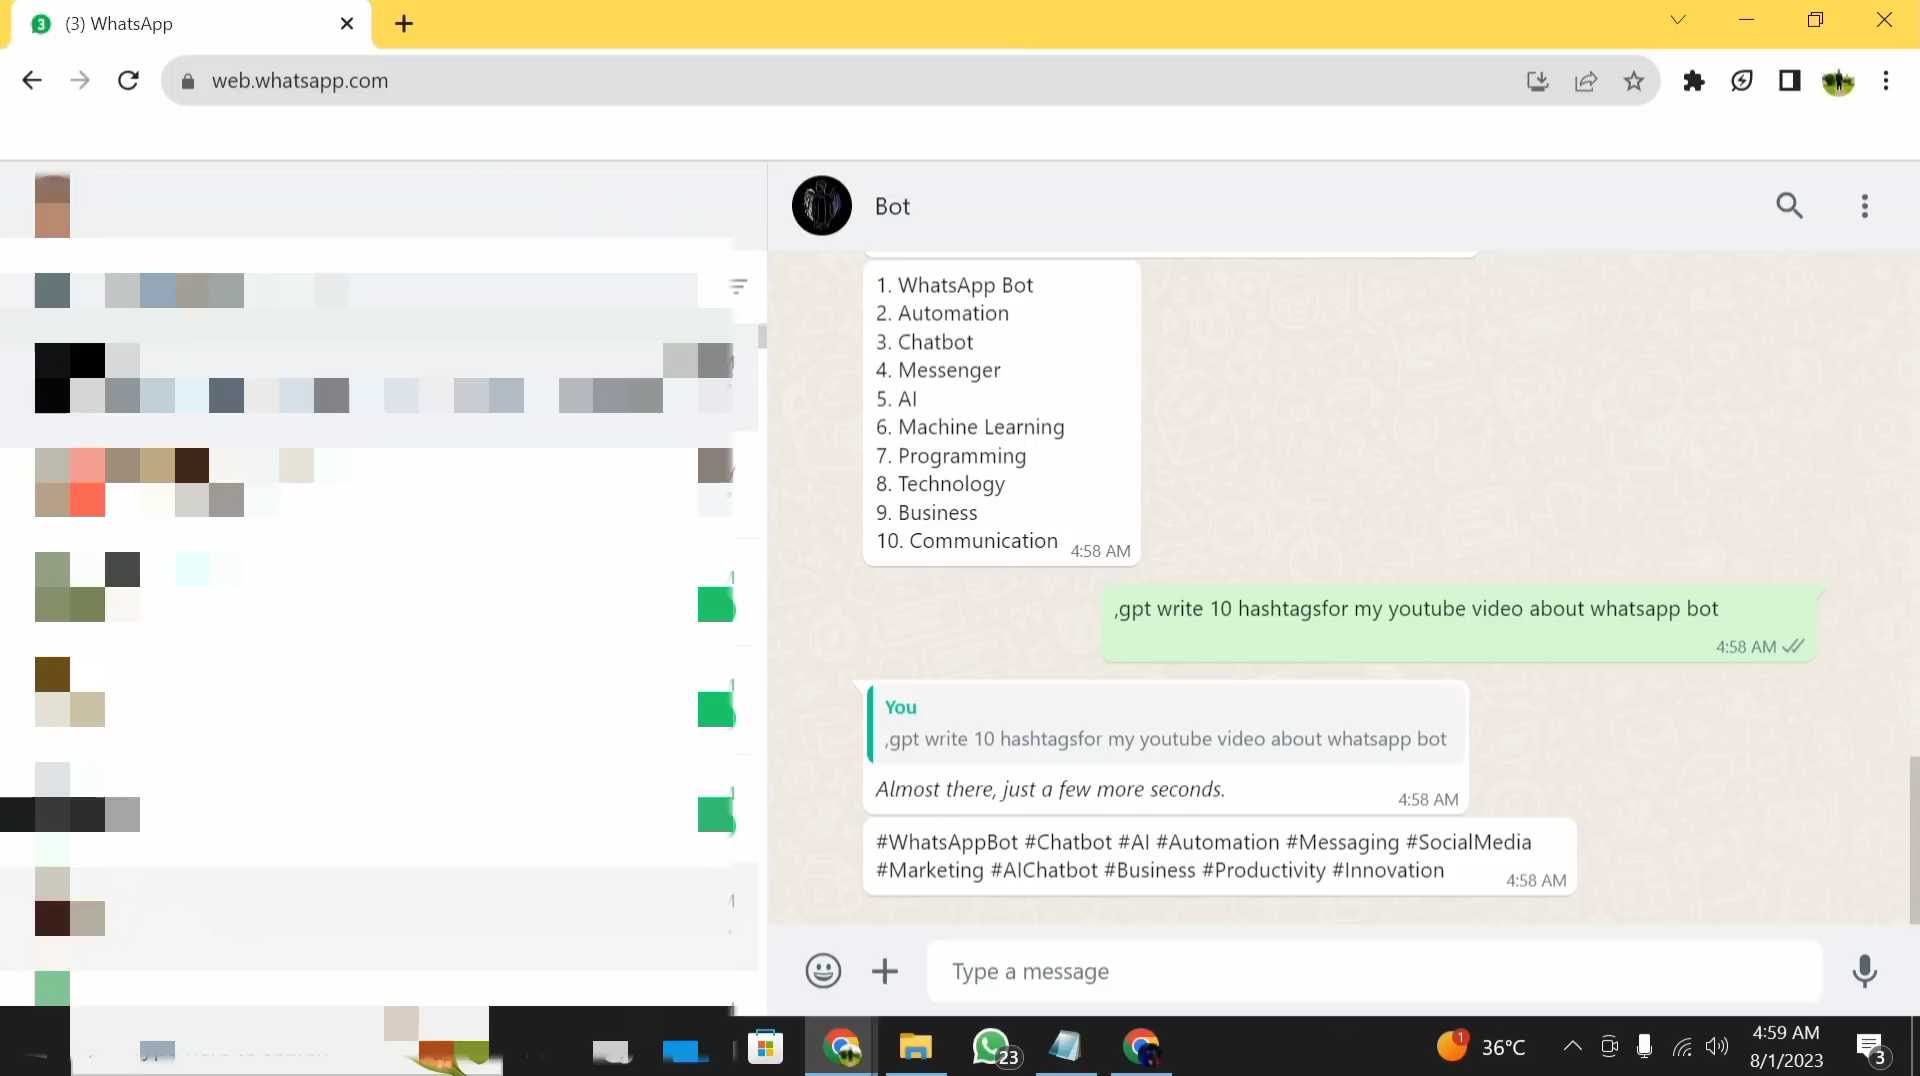 3 (3) WhatsApp
web.whatsapp.com
Bot
1. WhatsApp Bot
2. Automation
3. Chatbot
4. Messenger
5. AI
6. Machine Learning
7. Programming
8. Technology
9. Business
10. Communication
4:58 AM
,gpt write 10 hashtagsfor my youtube video about whatsapp bot
4:58 AM
You
,gpt write 10 hashtagsfor my youtube video about whatsapp bot
Almost there, just a few more seconds.
4:58 AM
#WhatsAppBot #Chatbot #AI #Automation #Messaging #SocialMedia
#Marketing #AIChatbot #Business #Productivity #Innovation
4:58 AM
Type a message
23
1
36°C
4:59 AM
8/1/2023
3